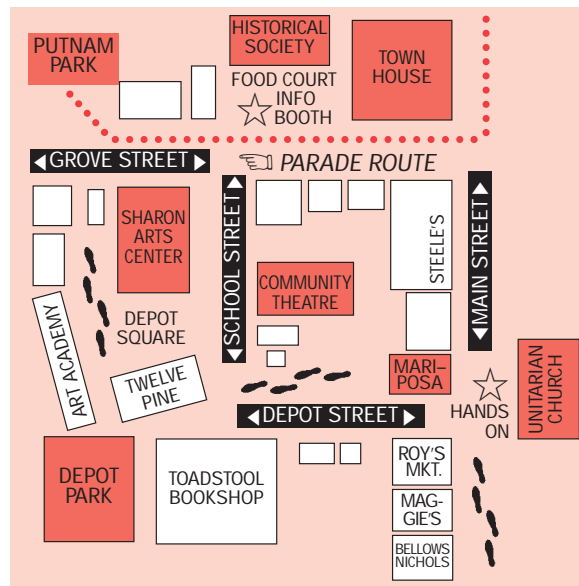 PUTNAM
PARK
HISTORICAL
SOCIETY
TOWN
HOUSE
FOOD COURT
INFO
BOOTH
GROVE STREET
PARADE ROUTE
SHARON
ARTS
CENTER
SCHOOL STREET
COMMUNITY
THEATRE
STEELE'S
MAIN STREET
DEPOT
SQUARE
ART ACADEMY
TWELVE
PINE
MARI-
POSA
HANDS
ON
UNITARIAN
CHURCH
DEPOT STREET
DEPOT
PARK
TOADSTOOL
BOOKSHOP
ROY'S
MKT.
MAG-
GIE'S
BELLOWS
NICHOLS